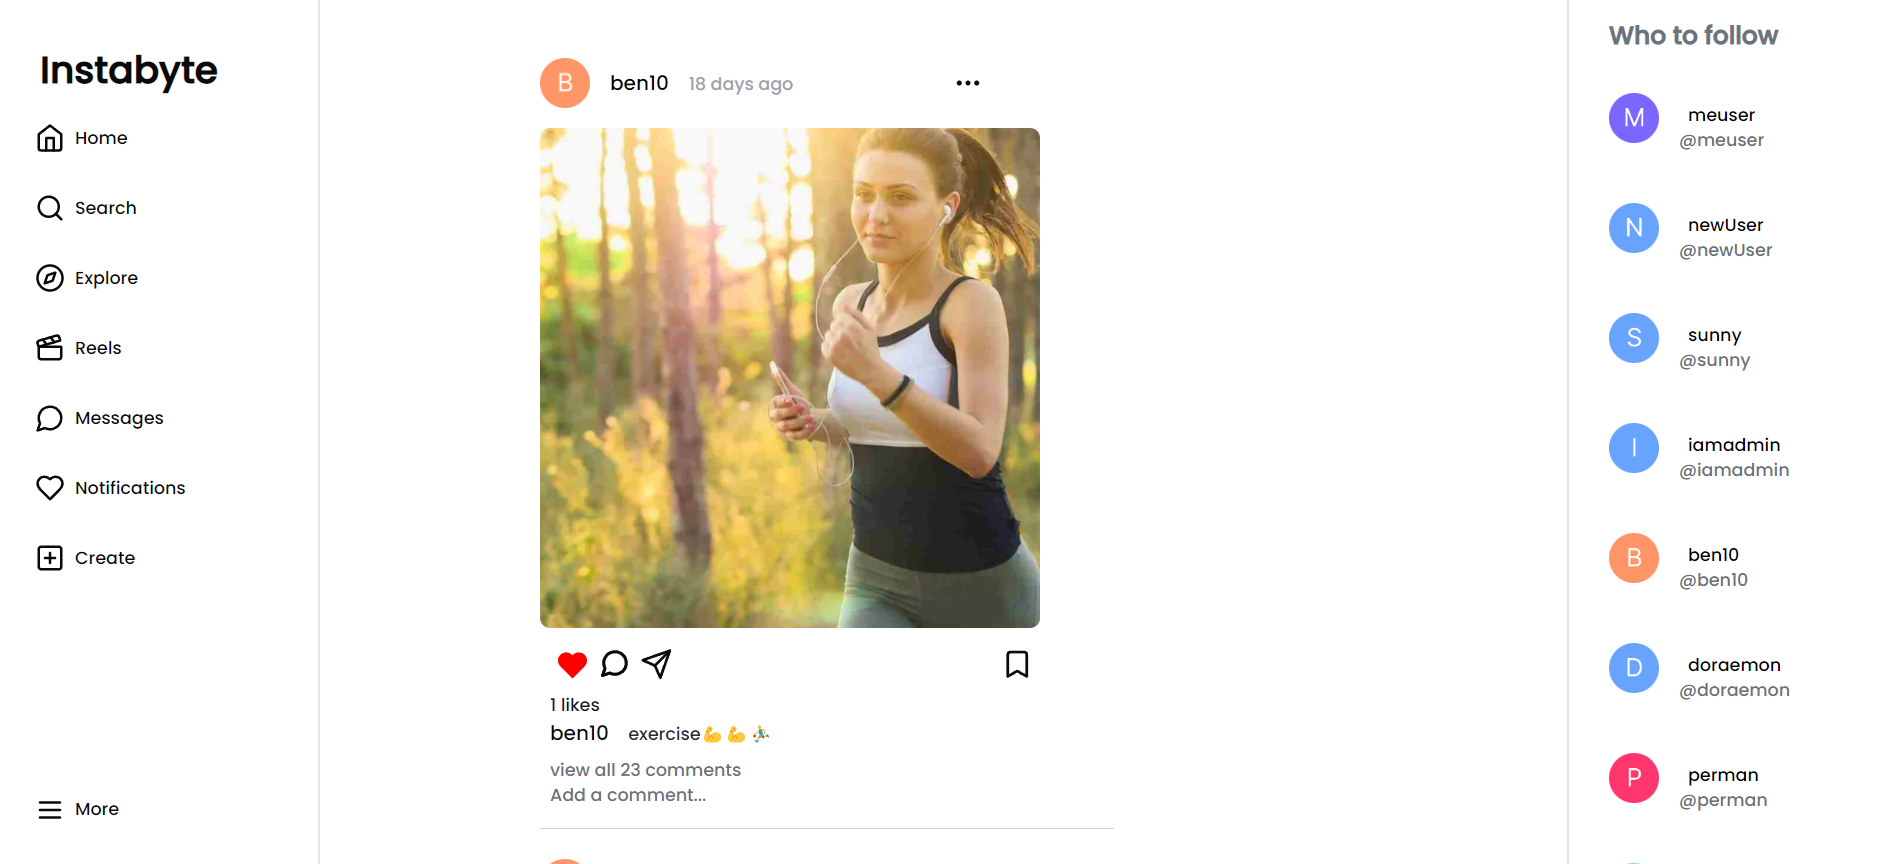 Instabyte
Home
Search
Explore
Reels
Messages
Notifications
Create
More
B ben10 18 days ago
1 likes
ben10 exercise💪💪⛹️
view all 23 comments
Add a comment...
Who to follow
M meuser
@meuser
N newUser
@newUser
S sunny
@sunny
I iamadmin
@iamadmin
B ben10
@ben10
D doraemon
@doraemon
P perman
@perman